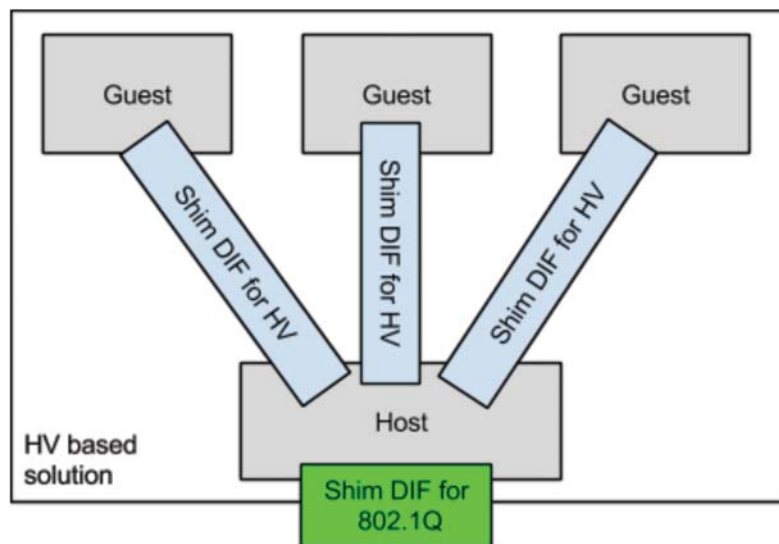 Guest
Guest
Guest
Shim DIF for HV
Shim DIF for HV
Shim DIF for HV
Host
HV based
solution
Shim DIF for
802.1Q